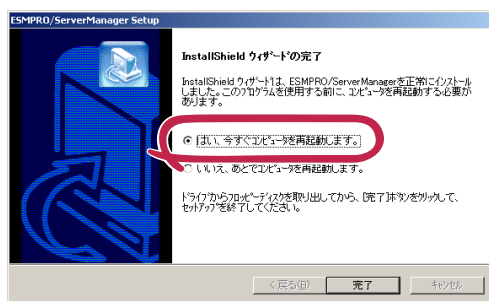 ESMPRO/ServerManager Setup
InstallShield ウィザードの完了
InstallShield ウィザードは、ESMPRO/ServerManagerを正常にインストール
しました。このプログラムを使用する前に、コンピュータを再起動する必要が
あります。
はい、今すぐコンピュータを再起動します。
いいえ、あとでコンピュータを再起動します。
ドライブからフロッピーディスクを取り出してから、[完了]ボタンをクリックして、
セットアップを終了してください。
< 戻る(B)
完了
キャンセル